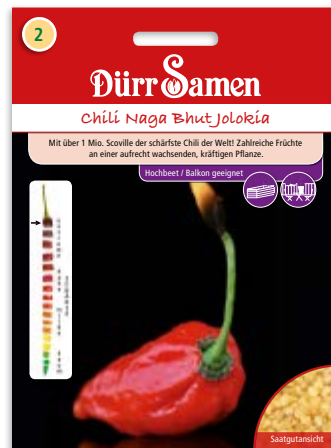 2
Dürr Samen
Chili Naga Bhut Jolokia
Mit über 1 Mio. Scoville der schärfste Chili der Welt! Zahlreiche Früchte
an einer aufrecht wachsenden, kräftigen Pflanze.
Hochbeet / Balkon geeignet
Saatgutansicht